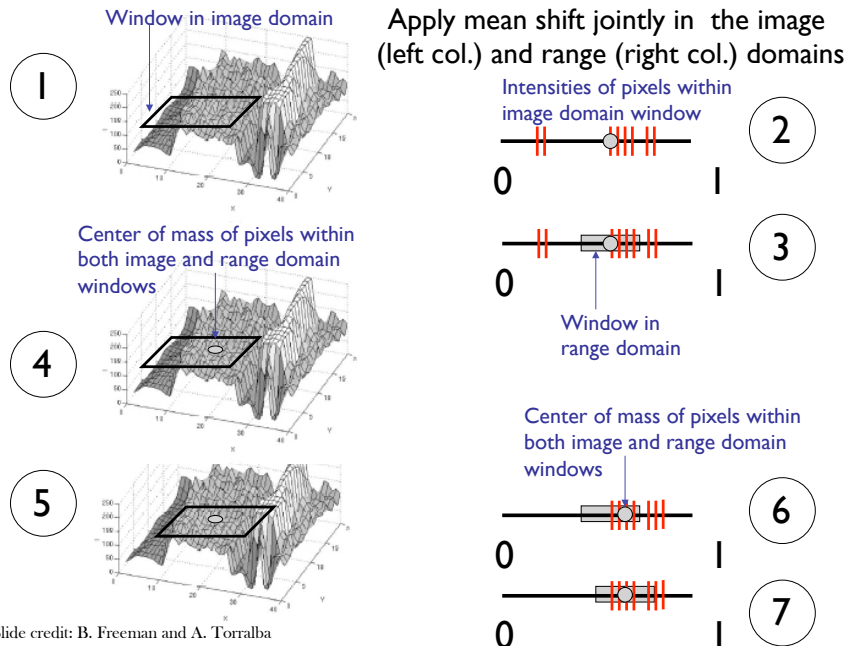 Window in image domain
Apply mean shift jointly in the image
(left col.) and range (right col.) domains
1
Intensities of pixels within
image domain window
2
0 1
3
0 1
Window in
range domain
Center of mass of pixels within
both image and range domain
windows
4
Center of mass of pixels within
both image and range domain
windows
5
6
0 1
7
0 1
lide credit: B. Freeman and A. Torralba